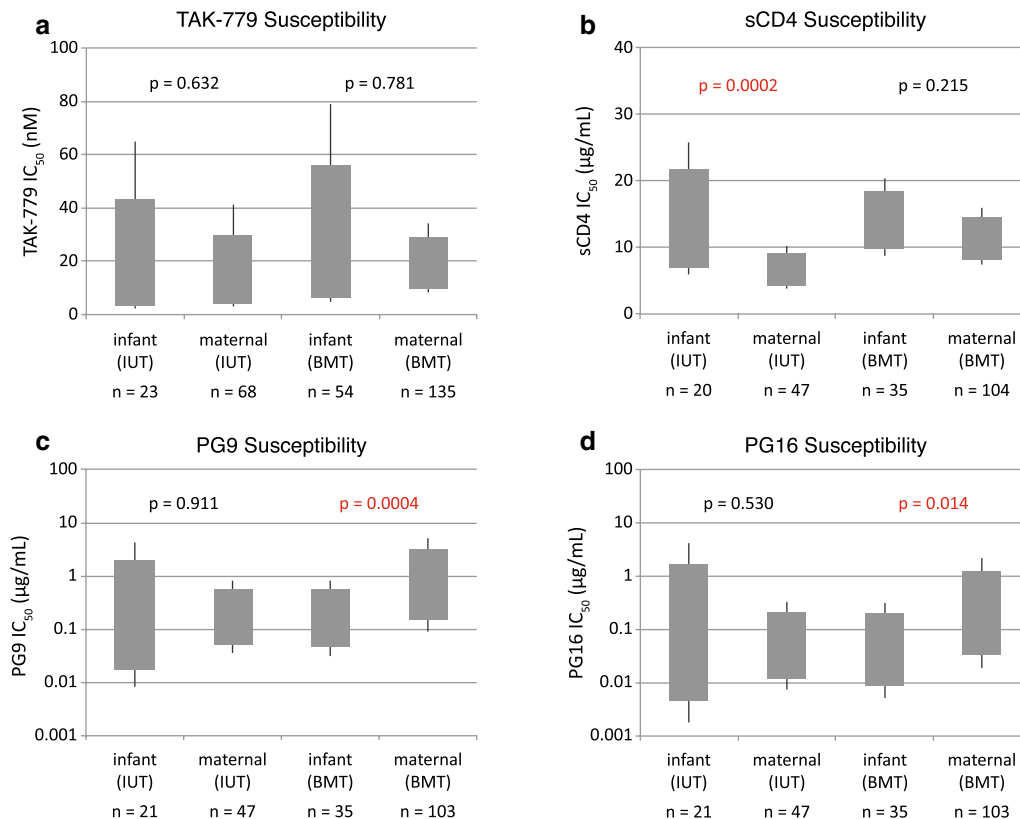 a
TAK-779 Susceptibility
100
80
60
40
20
0
TAK-779 IC50 (nM)
p = 0.632
p = 0.781
infant
(IUT)
n = 23
maternal
(IUT)
n = 68
infant
(BMT)
n = 54
maternal
(BMT)
n = 135
b
sCD4 Susceptibility
40
30
20
10
0
sCD4 IC50 (µg/mL)
p = 0.0002
p = 0.215
infant
(IUT)
n = 20
maternal
(IUT)
n = 47
infant
(BMT)
n = 35
maternal
(BMT)
n = 104
c
PG9 Susceptibility
100
10
1
0.1
0.01
0.001
PG9 IC50 (µg/mL)
p = 0.911
p = 0.0004
infant
(IUT)
n = 21
maternal
(IUT)
n = 47
infant
(BMT)
n = 35
maternal
(BMT)
n = 103
d
PG16 Susceptibility
100
10
1
0.1
0.01
0.001
PG16 IC50 (µg/mL)
p = 0.530
p = 0.014
infant
(IUT)
n = 21
maternal
(IUT)
n = 47
infant
(BMT)
n = 35
maternal
(BMT)
n = 103